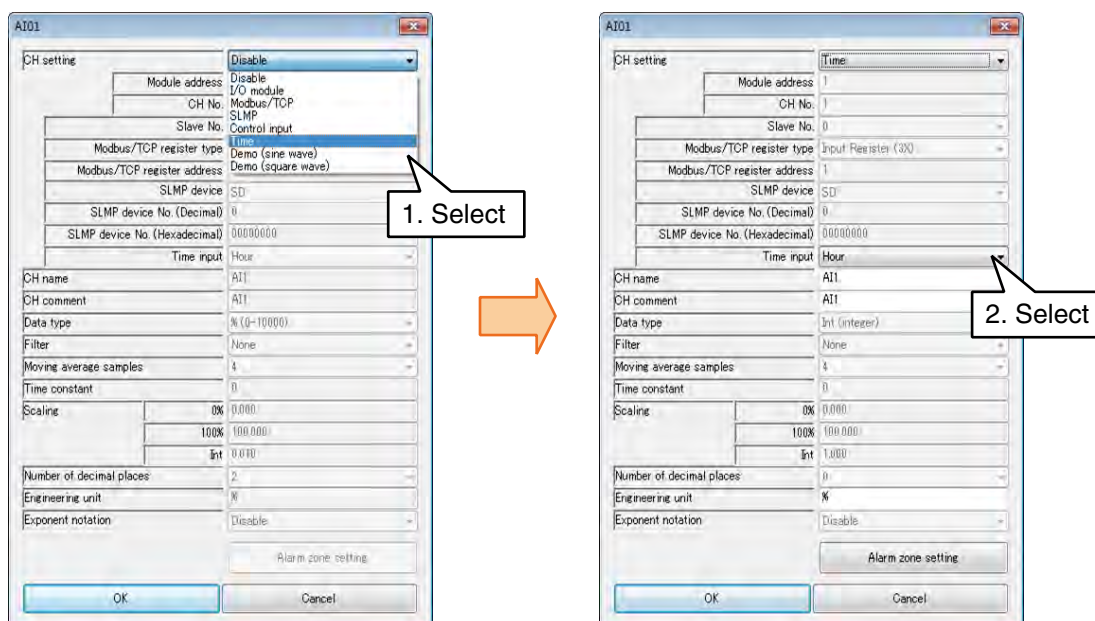 AI01
CH setting Disable
Disable
Module address
I/O module
CH No.
Modbus/TCP
SLMP
Slave No.
Control input
Time
Modbus/TCP register type
Demo (sine wave)
Modbus/TCP register address
Demo (square wave)
SLMP device SD
SLMP device No. (Decimal) 0
SLMP device No. (Hexadecimal) 00000000
Time input Hour
CH name AI1
CH comment AI1
Data type % (0-10000)
Filter None
Moving average samples 4
Time constant 0
Scaling 0% 0.000
100% 100.000
Int
Number of decimal places 2
Engineering unit %
Exponent notation Disable
Alarm zone setting
OK Cancel
1. Select
AI01
CH setting Time
Module address 1
CH No. 1
Slave No. 0
Modbus/TCP register type Input Register (3X)
Modbus/TCP register address 1
SLMP device SD
SLMP device No. (Decimal) 0
SLMP device No. (Hexadecimal) 00000000
Time input Hour
CH name AI1
CH comment AI1
Data type Int (integer)
Filter None
Moving average samples 4
Time constant 0
Scaling 0% 0.000
100% 100.000
Int 1.000
Number of decimal places 0
Engineering unit %
Exponent notation Disable
Alarm zone setting
OK Cancel
2. Select